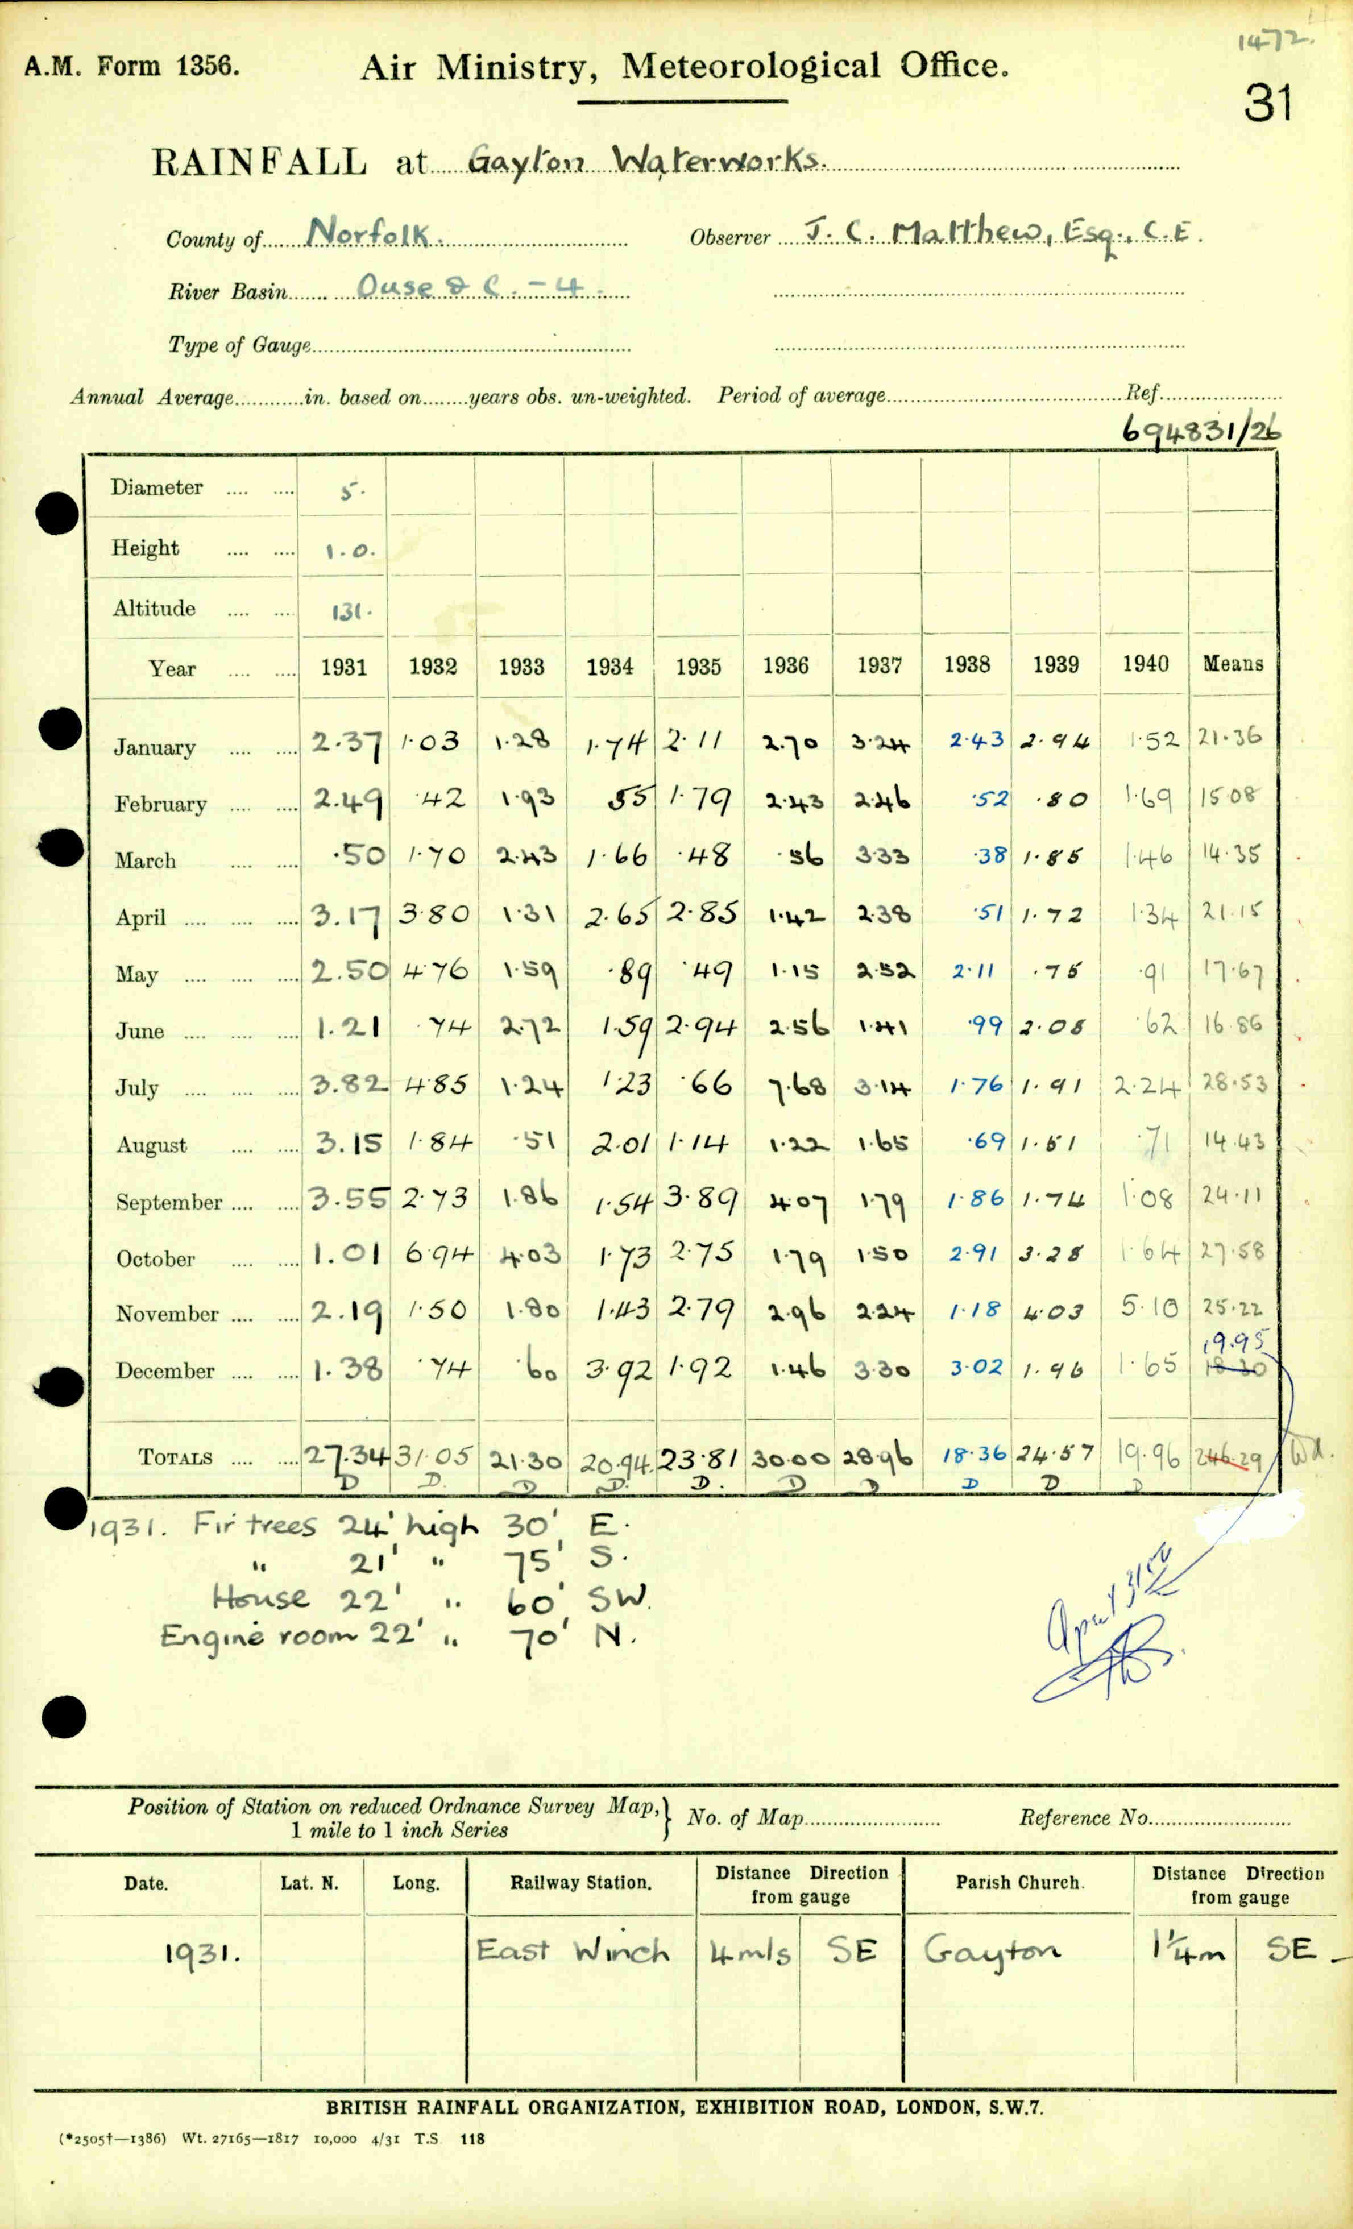 1472.
A.M. Form 1356. Air Ministry, Meteorological Office.
31
RAINFALL at Gayton Waterworks.
County of Norfolk. Observer J. C. Matthew, Esq., C.E.
River Basin Ouse & C. - 4.
Type of Gauge
Annual Average in. based on years obs. un-weighted. Period of average Ref.
694831/26
Diameter .... .... 5.
Height .... .... 1.0.
Altitude .... .... 131.
Year .... .... 1931 1932 1933 1934 1935 1936 1937 1938 1939 1940 Means
January .... .... 2.37 1.03 1.28 1.74 2.11 2.70 3.24 2.43 2.94 1.52 21.36
February .... .... 2.49 .42 1.93 55 1.79 2.43 2.46 .52 .80 1.69 15.08
March .... .... .50 1.70 2.43 1.66 .48 .56 3.33 .38 1.85 1.46 14.35
April .... .... .... 3.17 3.80 1.31 2.65 2.85 1.42 2.38 .51 1.72 1.34 21.15
May .... .... .... 2.50 4.76 1.59 .89 .49 1.15 2.52 2.11 .75 .91 17.67
June .... .... .... 1.21 .74 2.72 1.59 2.94 2.56 1.41 .99 2.08 .62 16.86
July .... .... .... 3.82 4.85 1.24 1.23 .66 7.68 3.14 1.76 1.91 2.24 28.53
August .... .... 3.15 1.84 .51 2.01 1.14 1.22 1.65 .69 1.51 .71 14.43
September .... .... 3.55 2.73 1.86 1.54 3.89 4.07 1.79 1.86 1.74 1.08 24.11
October .... .... 1.01 6.94 4.03 1.73 2.75 1.79 1.50 2.91 3.28 1.64 27.58
November .... .... 2.19 1.50 1.80 1.43 2.79 2.96 2.24 1.18 4.03 5.10 25.22
19.95
December .... .... 1.38 .74 .60 3.92 1.92 1.46 3.30 3.02 1.96 1.65 18.30
TOTALS .... .... 27.34 31.05 21.30 20.94 23.81 30.00 28.96 18.36 24.57 19.96 246.29 Wd.
D D. D D. D. D D D D D
1931. Fir trees 24' high 30' E.
" 21' " 75' S.
House 22' " 60' SW.
Engine room 22' " 70' N.
Position of Station on reduced Ordnance Survey Map,} No. of Map Reference No.
1 mile to 1 inch Series
Date. Lat. N. Long. Railway Station. Distance Direction from gauge Parish Church. Distance Direction from gauge
1931. East Winch 4 mls SE Gayton 1¼m SE
BRITISH RAINFALL ORGANIZATION, EXHIBITION ROAD, LONDON, S.W.7.
(*2505†—1386) Wt. 27165—1817 10,000 4/31 T.S. 118